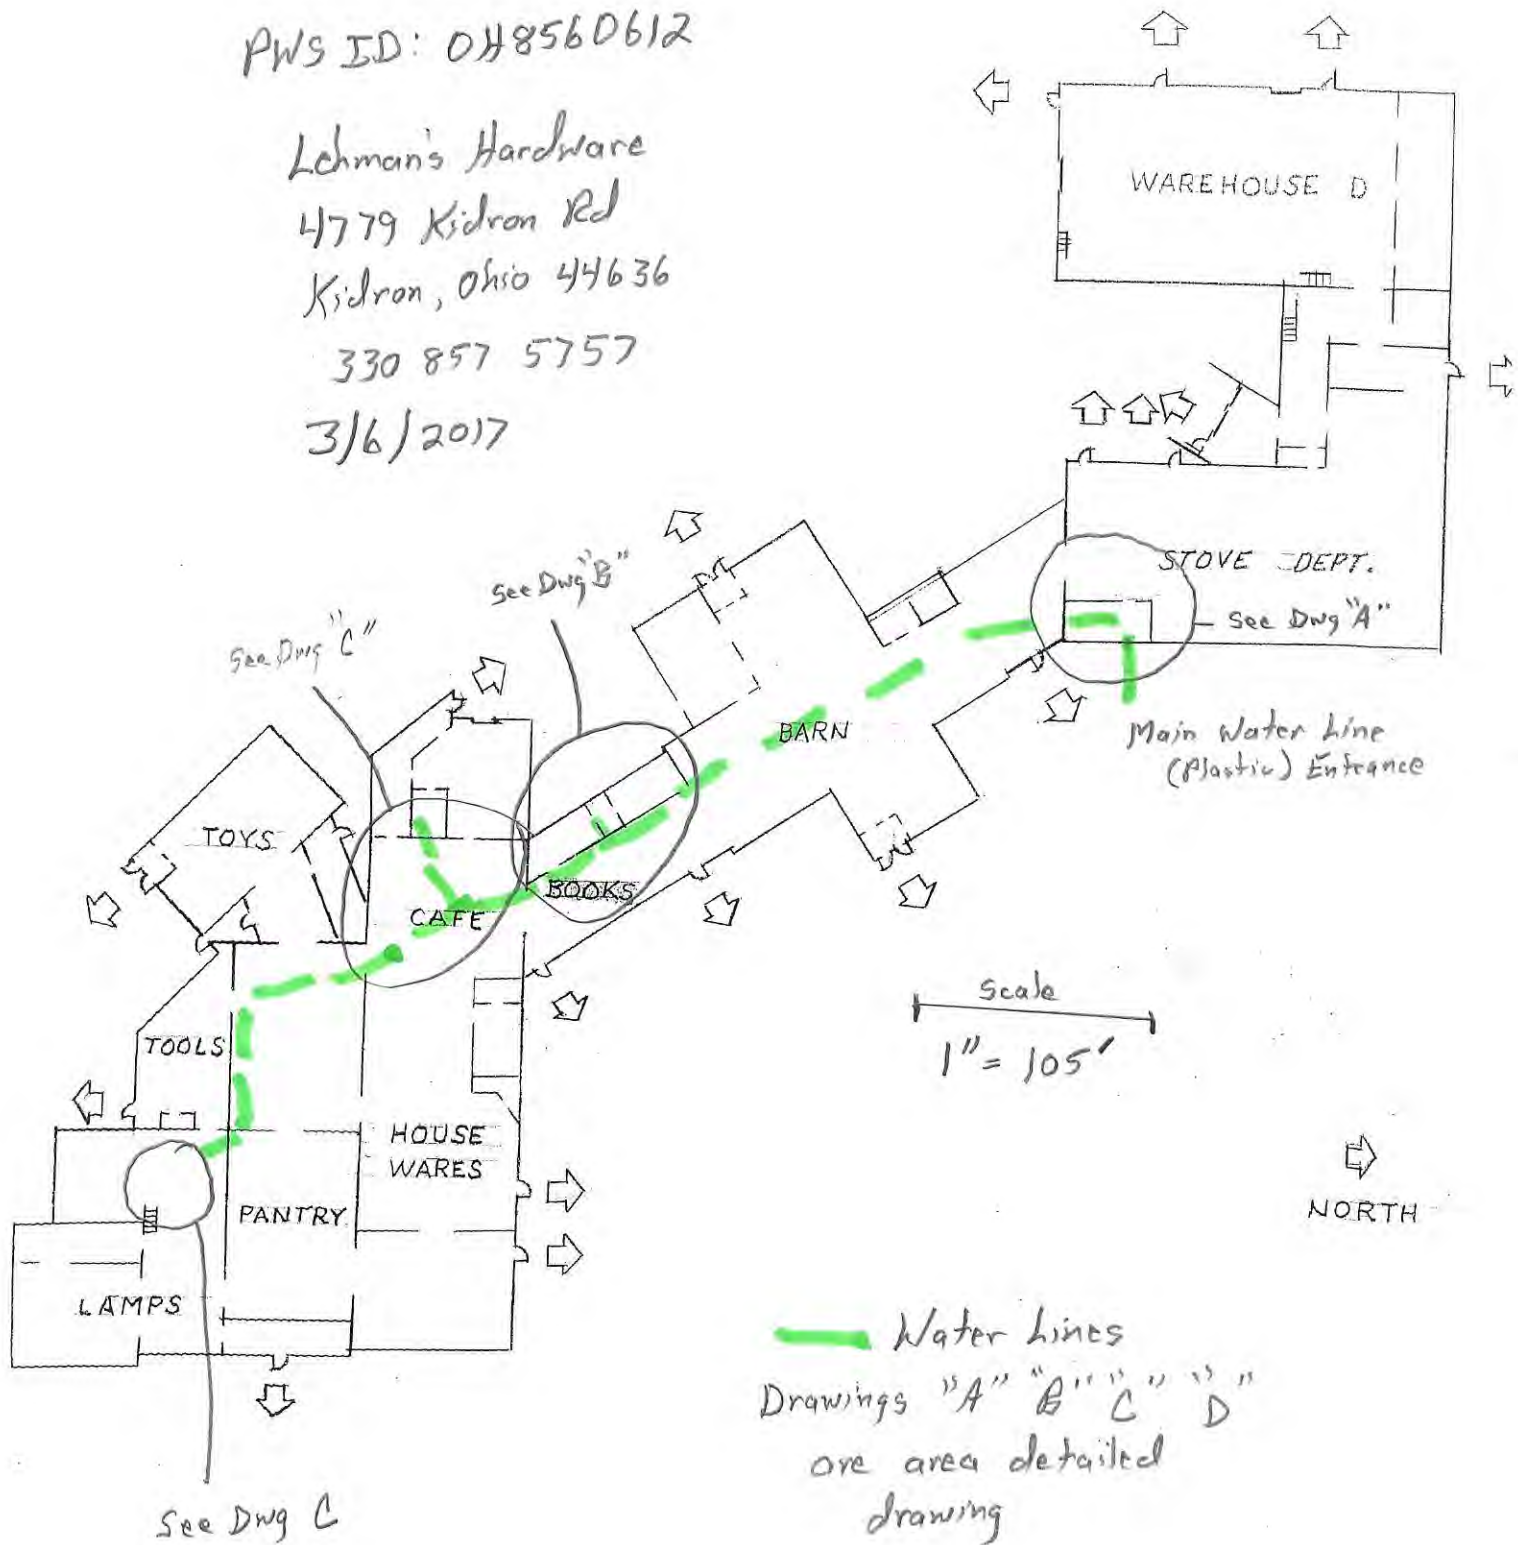 PWS ID: OH8560612
Lehman's Hardware
4779 Kidron Rd
Kidron, Ohio 44636
330 857 5757
3/6/2017
WAREHOUSE D
STOVE DEPT.
See Dwg "A"
See Dwg "B"
See Dwg "C"
Main Water Line
(Plastic) Entrance
BARN
TOYS
CAFE
BOOKS
Scale
1" = 105'
TOOLS
HOUSE
WARES
PANTRY
NORTH
LAMPS
Water Lines
Drawings "A" "B" "C" "D"
are area detailed
drawing
See Dwg C